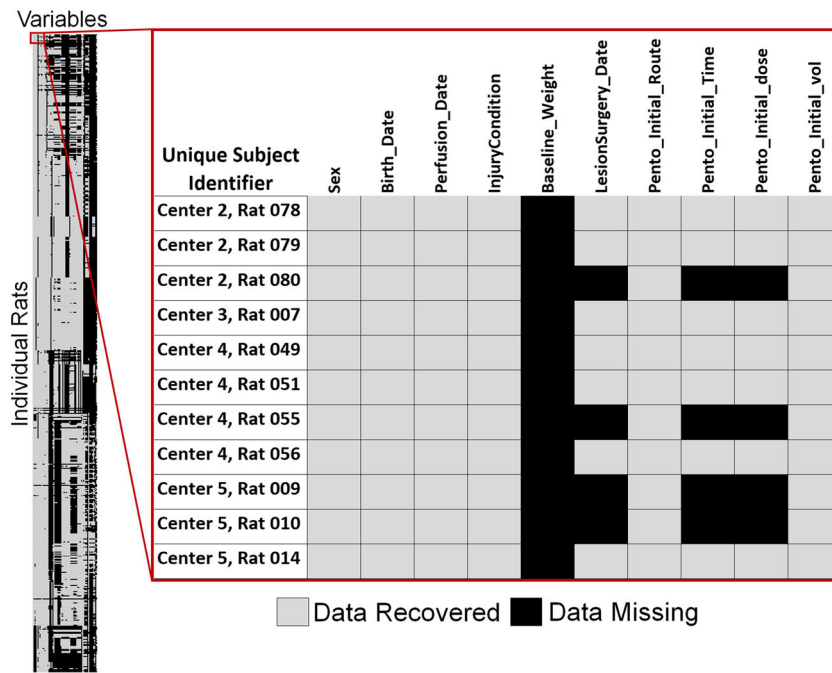 Variables
Individual Rats
Unique Subject
Identifier
Sex
Birth_Date
Perfusion_Date
InjuryCondition
Baseline_Weight
LesionSurgery_Date
Pento_Initial_Route
Pento_Initial_Time
Pento_Initial_dose
Pento_Initial_vol
Center 2, Rat 078
Center 2, Rat 079
Center 2, Rat 080
Center 3, Rat 007
Center 4, Rat 049
Center 4, Rat 051
Center 4, Rat 055
Center 4, Rat 056
Center 5, Rat 009
Center 5, Rat 010
Center 5, Rat 014
Data Recovered
Data Missing